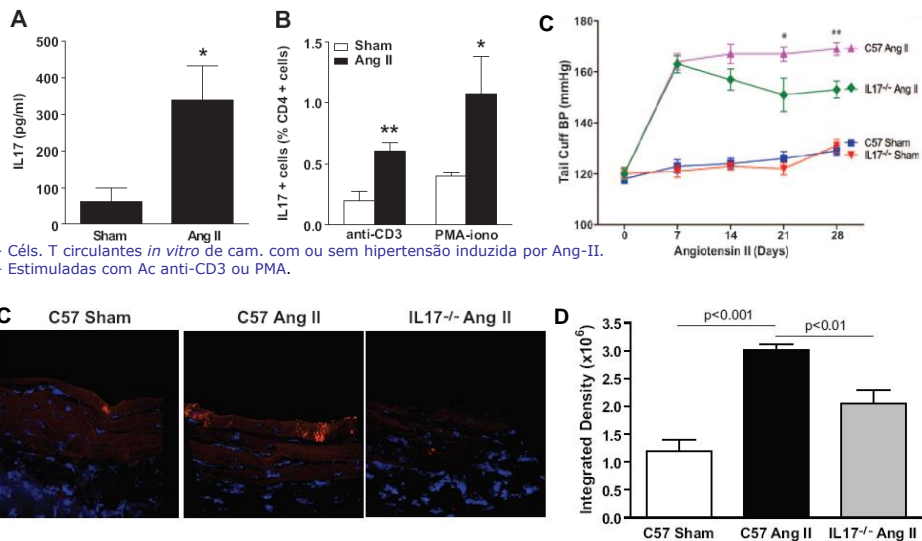 A
IL17 (pg/ml)
500
400
300
200
100
0
*
Sham
Ang II
B
Sham
Ang II
IL17 + cells (% CD4 + cells)
1.5
1.0
0.5
0.0
**
*
anti-CD3
PMA-iono
C
Tail Cuff BP (mmHg)
200
180
160
140
120
100
*
**
C57 Ang II
IL17-/- Ang II
C57 Sham
IL17-/- Sham
0
7
14
21
28
Angiotensin II (Days)
- Céls. T circulantes in vitro de cam. com ou sem hipertensão induzida por Ang-II.
- Estimuladas com Ac anti-CD3 ou PMA.
C
C57 Sham
C57 Ang II
IL17-/- Ang II
D
Integrated Density (x10⁶)
3.5
3.0
2.5
2.0
1.5
1.0
0.5
0.0
p<0.001
p<0.01
C57 Sham
C57 Ang II
IL17-/- Ang II